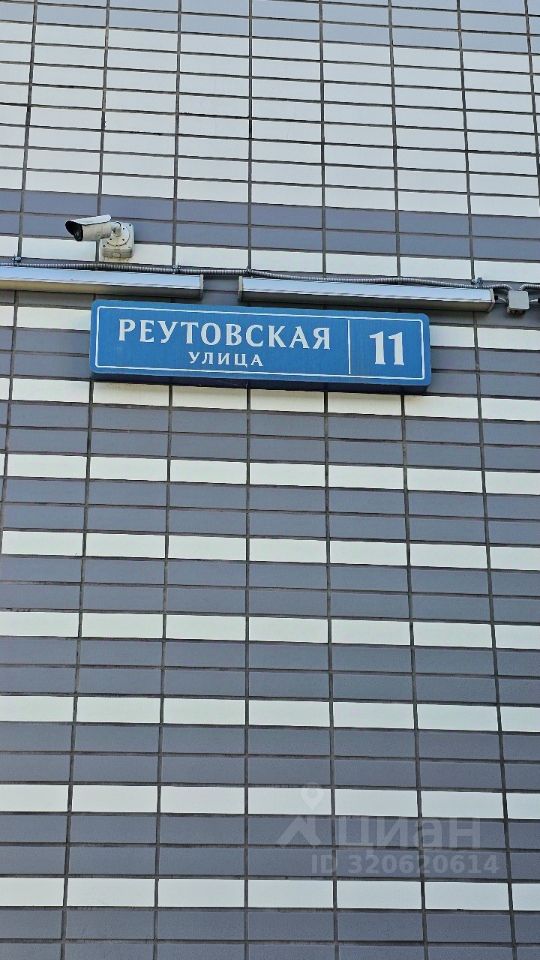 РЕУТОВСКАЯ 11
УЛИЦА
циан
ID 320620614